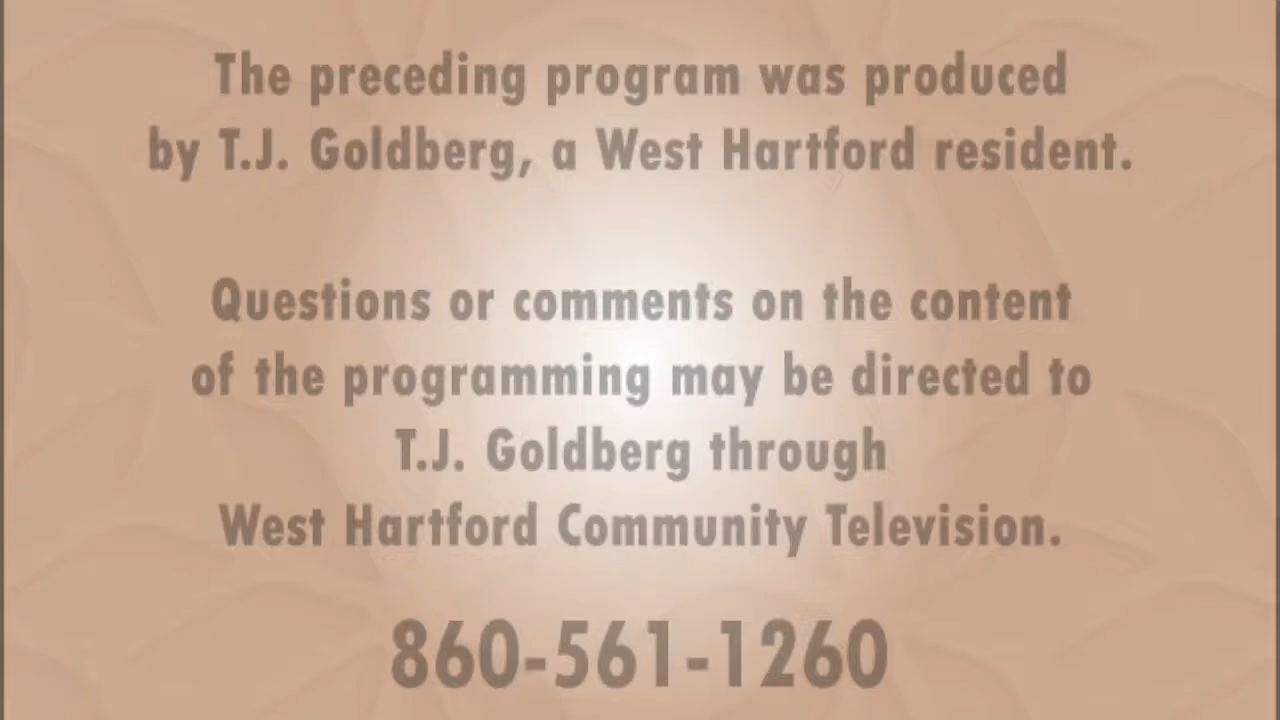 The preceding program was produced
by T.J. Goldberg, a West Hartford resident.
Questions or comments on the content
of the programming may be directed to
T.J. Goldberg through
West Hartford Community Television.
860-561-1260